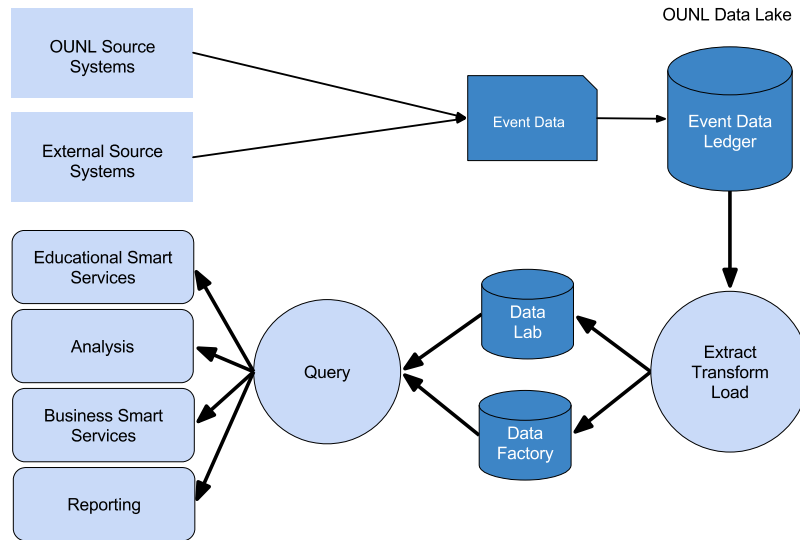 OUNL Data Lake
OUNL Source
Systems
External Source
Systems
Event Data
Event Data
Ledger
Educational Smart
Services
Analysis
Business Smart
Services
Reporting
Query
Data
Lab
Data
Factory
Extract
Transform
Load